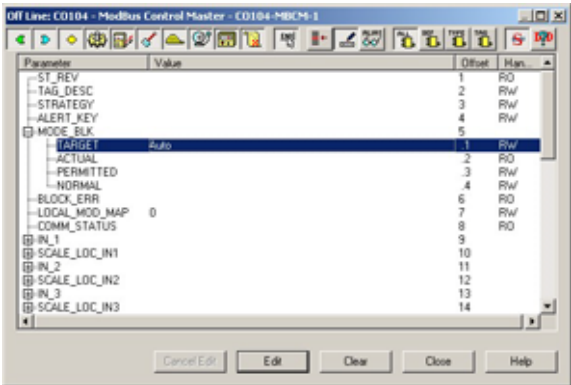 Off Line: CO104 - ModBus Control Master - CO104-MBCM-1
Parameter Value Offset Han...
ST_REV 1 RO
TAG_DESC 2 RW
STRATEGY 3 RW
ALERT_KEY 4 RW
MODE_BLK 5
TARGET Auto .1 RW
ACTUAL .2 RO
PERMITTED .3 RW
NORMAL .4 RW
BLOCK_ERR 6 RO
LOCAL_MOD_MAP 0 7 RW
COMM_STATUS 8 RO
IN_1 9
SCALE_LOC_IN1 10
IN_2 11
SCALE_LOC_IN2 12
IN_3 13
SCALE_LOC_IN3 14
Cancel Edit Edit Clear Close Help